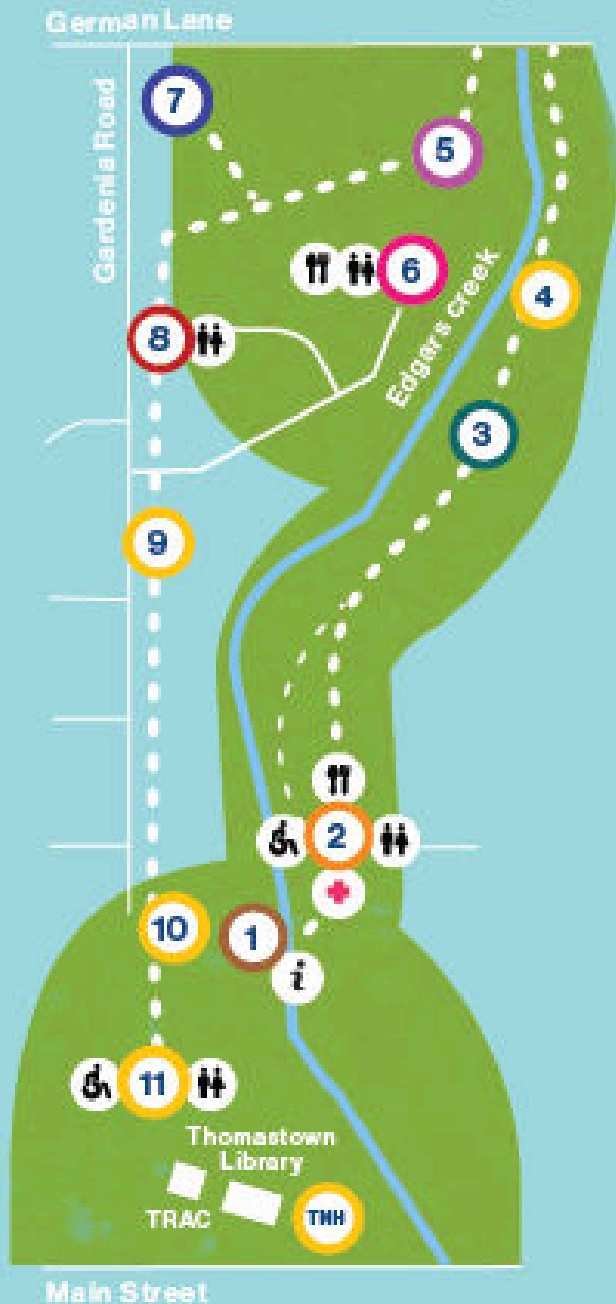 German Lane
Gardenia Road
7
5
6
Edgars creek
4
8
3
9
2
10
1
i
11
Thomastown
Library
TRAC
THH
Main Street